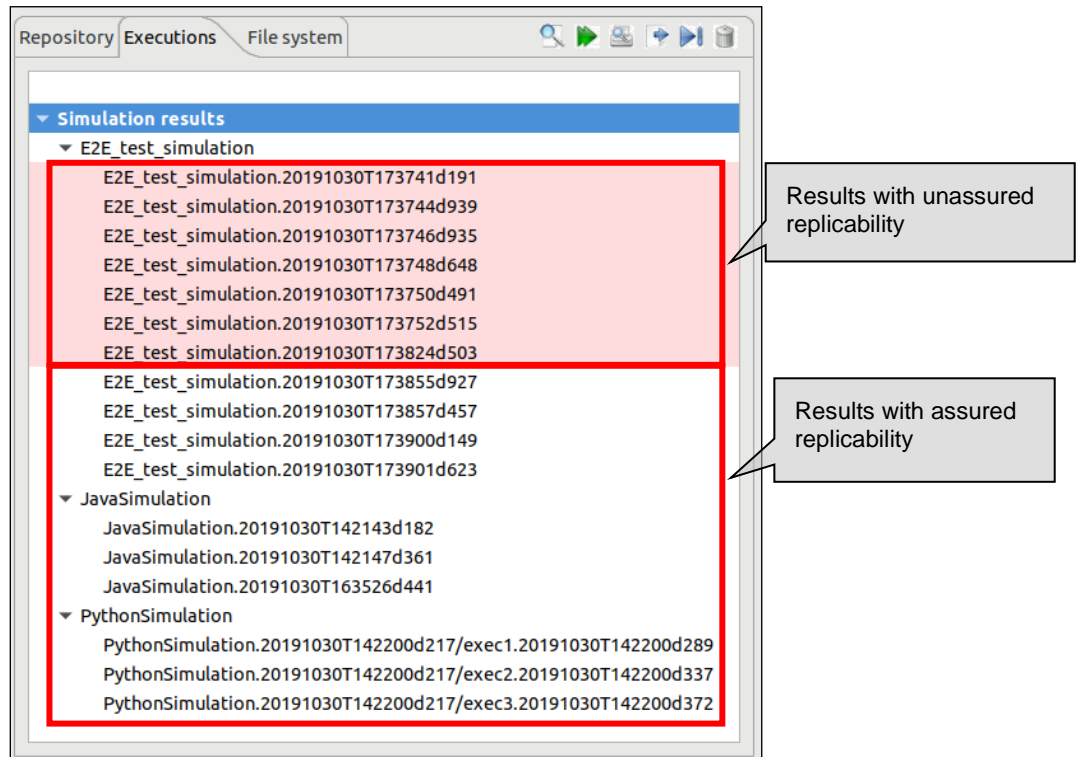 Repository Executions File system
Simulation results
E2E_test_simulation
E2E_test_simulation.20191030T173741d191
E2E_test_simulation.20191030T173744d939
E2E_test_simulation.20191030T173746d935
E2E_test_simulation.20191030T173748d648
E2E_test_simulation.20191030T173750d491
E2E_test_simulation.20191030T173752d515
E2E_test_simulation.20191030T173824d503
Results with unassured
replicability
E2E_test_simulation.20191030T173855d927
E2E_test_simulation.20191030T173857d457
E2E_test_simulation.20191030T173900d149
E2E_test_simulation.20191030T173901d623
JavaSimulation
JavaSimulation.20191030T142143d182
JavaSimulation.20191030T142147d361
JavaSimulation.20191030T163526d441
PythonSimulation
PythonSimulation.20191030T142200d217/exec1.20191030T142200d289
PythonSimulation.20191030T142200d217/exec2.20191030T142200d337
PythonSimulation.20191030T142200d217/exec3.20191030T142200d372
Results with assured
replicability